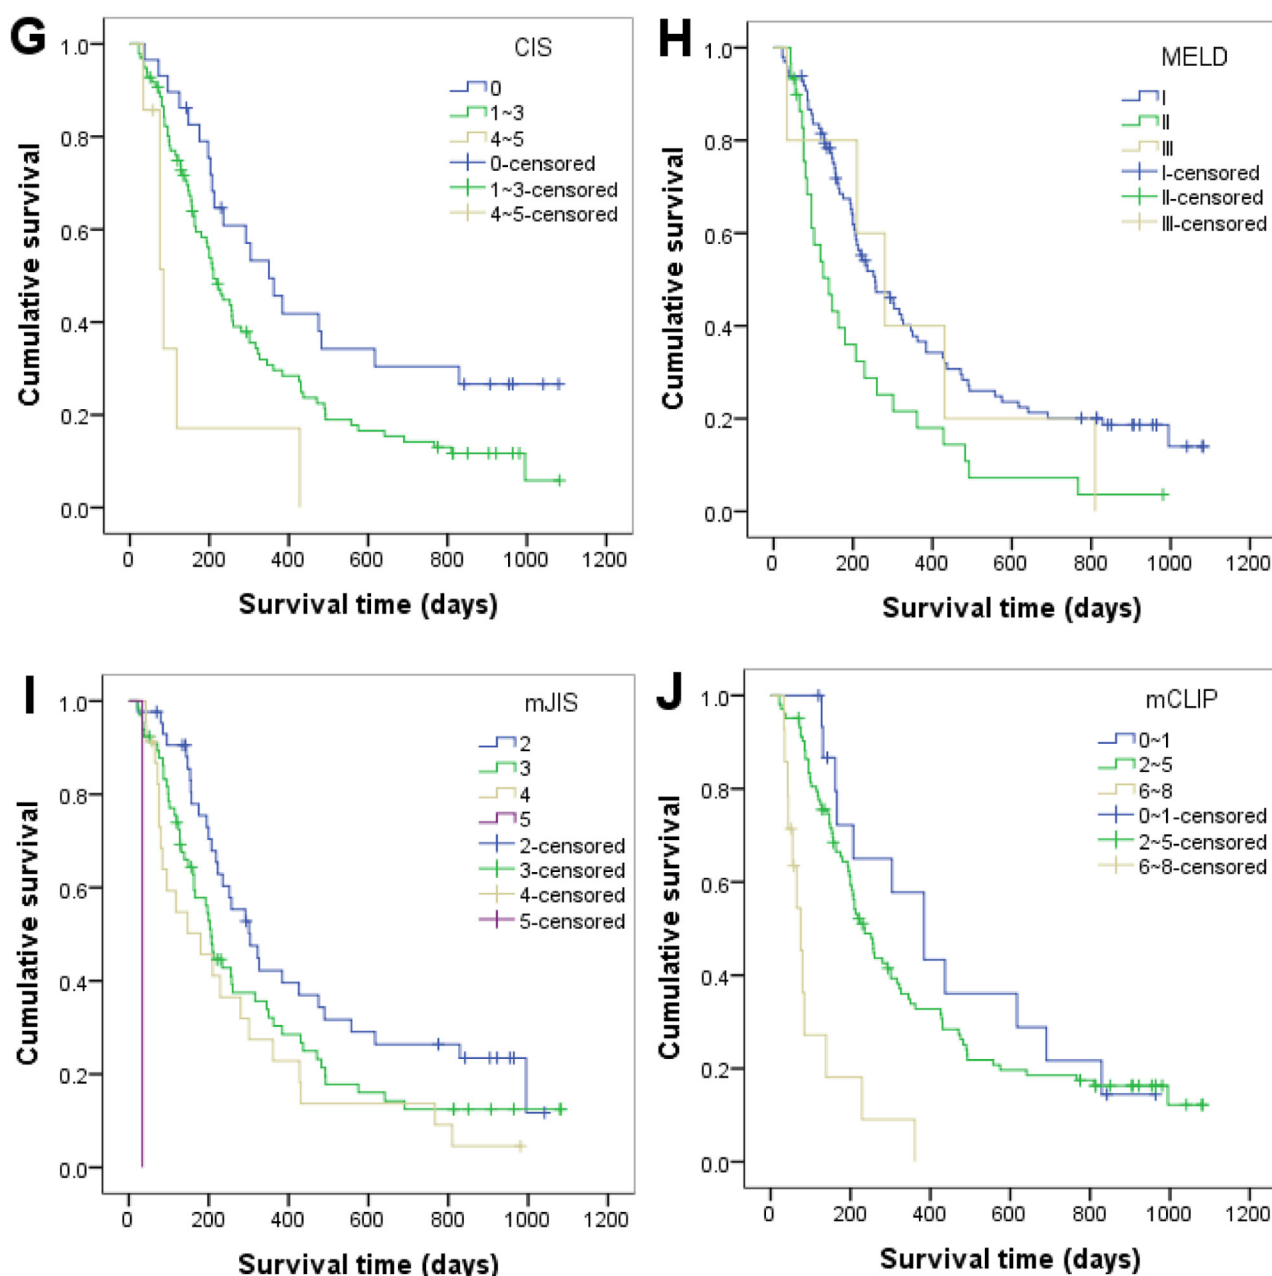 G
CIS
0
1~3
4~5
0-censored
1~3-censored
4~5-censored
1.0
0.8
0.6
0.4
0.2
0.0
Cumulative survival
0 200 400 600 800 1000 1200
Survival time (days)
H
MELD
I
II
III
I-censored
II-censored
III-censored
1.0
0.8
0.6
0.4
0.2
0.0
Cumulative survival
0 200 400 600 800 1000 1200
Survival time (days)
I
mJIS
2
3
4
5
2-censored
3-censored
4-censored
5-censored
1.0
0.8
0.6
0.4
0.2
0.0
Cumulative survival
0 200 400 600 800 1000 1200
Survival time (days)
J
mCLIP
0~1
2~5
6~8
0~1-censored
2~5-censored
6~8-censored
1.0
0.8
0.6
0.4
0.2
0.0
Cumulative survival
0 200 400 600 800 1000 1200
Survival time (days)